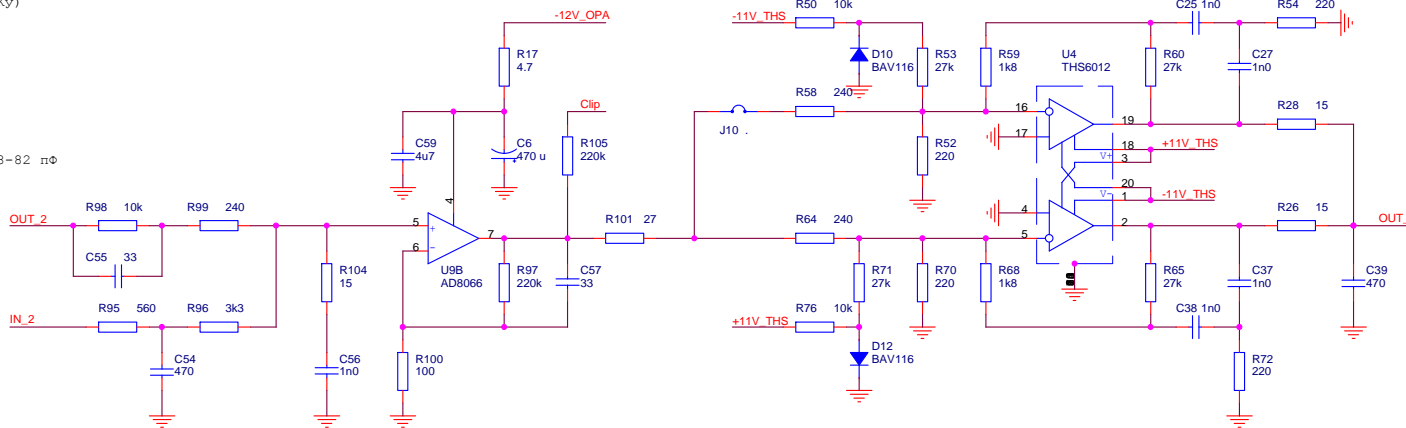 ку)
-12V_OPA
R17
4.7
Clip
C59
4u7
C6
470 u
R105
220k
8-82 пФ
4
OUT_2
R98 10k
R99 240
C55 33
R95 560
R96 3k3
IN_2
C54
470
R104
15
C56
1n0
5
+
6
-
7
U9B
AD8066
R97
220k
C57
33
R100
100
R101 27
-11V_THS
R50 10k
D10
BAV116
R53
27k
R59
1k8
J10 .
R58 240
R52
220
U4
THS6012
16
17
19
18
3
V+
+11V_THS
20
1
V-
-11V_THS
4
5
2
C25 1n0
R54 220
R60
27k
C27
1n0
R28 15
R64 240
R71
27k
R70
220
R68
1k8
R76 10k
+11V_THS
D12
BAV116
R65
27k
C37
1n0
C38 1n0
R72
220
R26 15
OUT_
C39
470